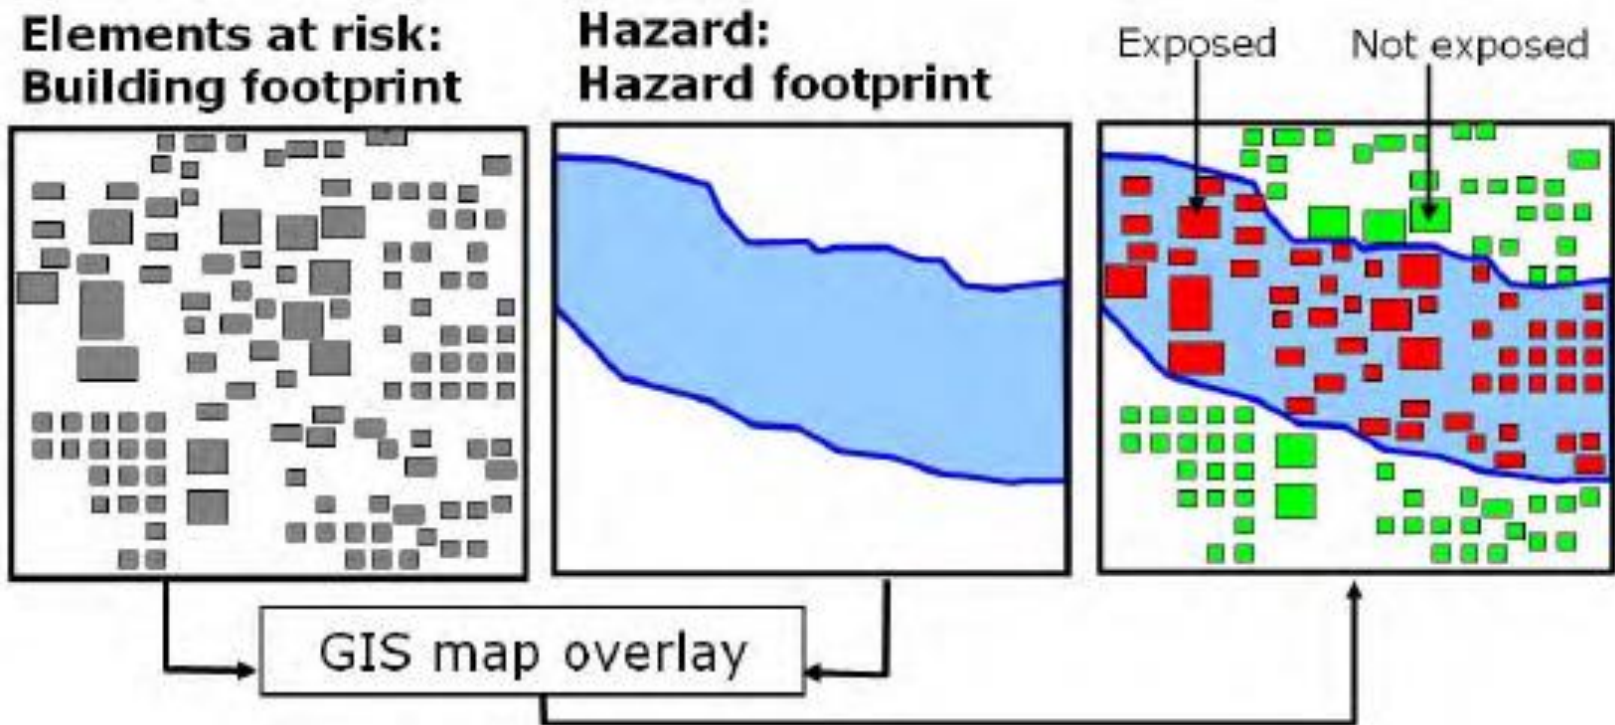 Elements at risk:
Building footprint
Hazard:
Hazard footprint
Exposed
Not exposed
GIS map overlay